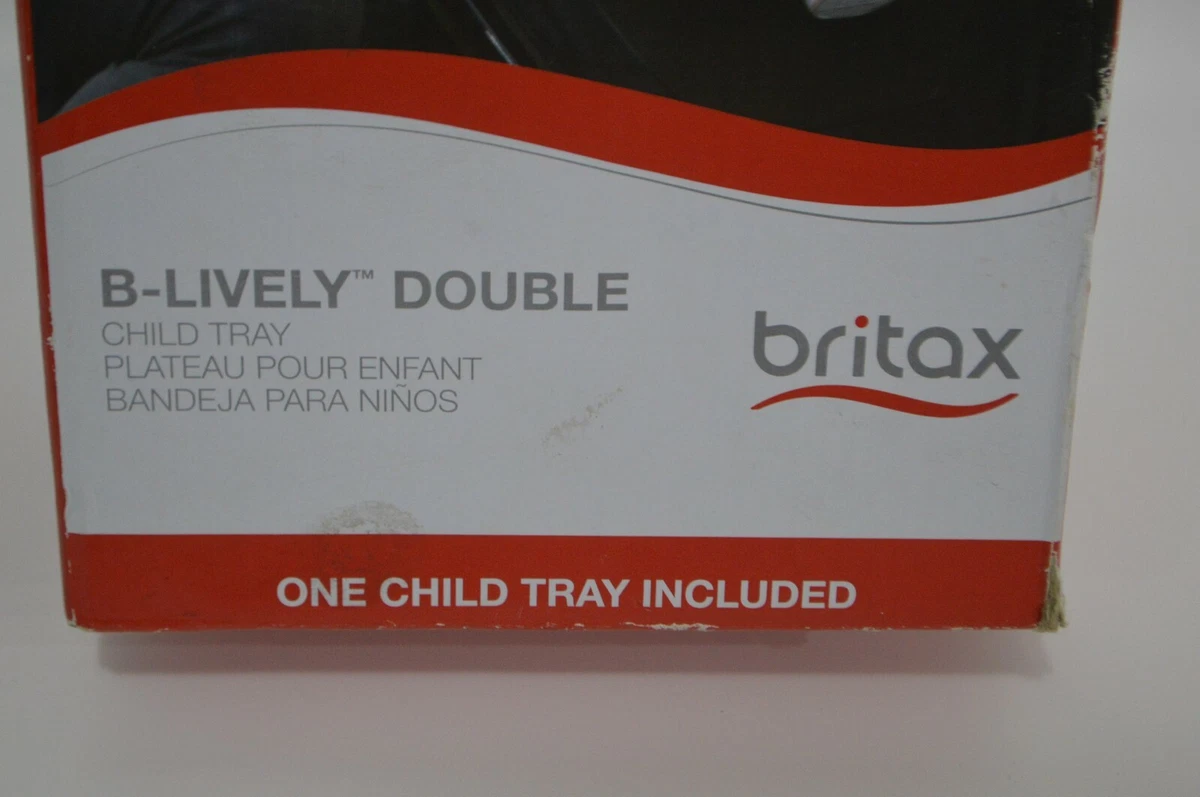 B-LIVELY™ DOUBLE
CHILD TRAY
PLATEAU POUR ENFANT
BANDEJA PARA NIÑOS
britax
ONE CHILD TRAY INCLUDED